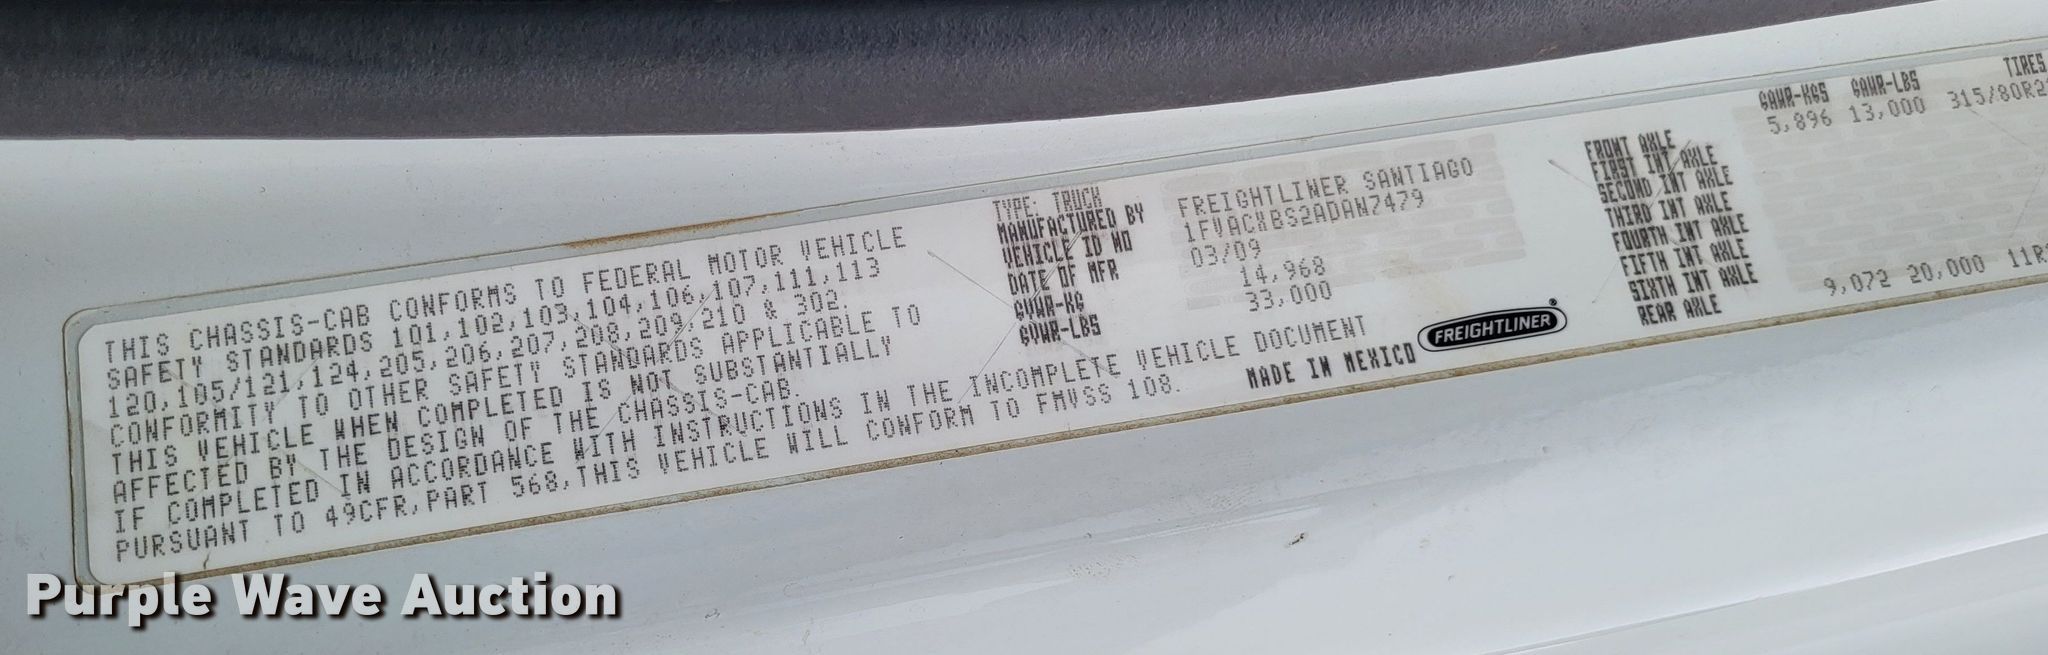 THIS CHASSIS-CAB CONFORMS TO FEDERAL MOTOR VEHICLE
SAFETY STANDARDS 101,102,103,104,106,107,111,113
120,105/121,124,205,206,207,208,209,210 & 302.
CONFORMITY TO OTHER SAFETY STANDARDS APPLICABLE TO
THIS VEHICLE WHEN COMPLETED IS NOT SUBSTANTIALLY
AFFECTED BY THE DESIGN OF THE CHASSIS-CAB.
IF COMPLETED IN ACCORDANCE WITH INSTRUCTIONS IN THE INCOMPLETE VEHICLE DOCUMENT
PURSUANT TO 49CFR,PART 568,THIS VEHICLE WILL CONFORM TO FMVSS 108.
TYPE: TRUCK
MANUFACTURED BY FREIGHTLINER SANTIAGO
VEHICLE ID NO 1FVACXBS2ADAN7479
DATE OF MFR 03/09
GVWR-KG 14,968
GVWR-LBS 33,000
MADE IN MEXICO
FREIGHTLINER®
GAWR-KGS GAWR-LBS TIRES
FRONT AXLE 5,896 13,000 315/80R2
FIRST INT AXLE
SECOND INT AXLE
THIRD INT AXLE
FOURTH INT AXLE
FIFTH INT AXLE
SIXTH INT AXLE
REAR AXLE 9,072 20,000 11R
Purple Wave Auction